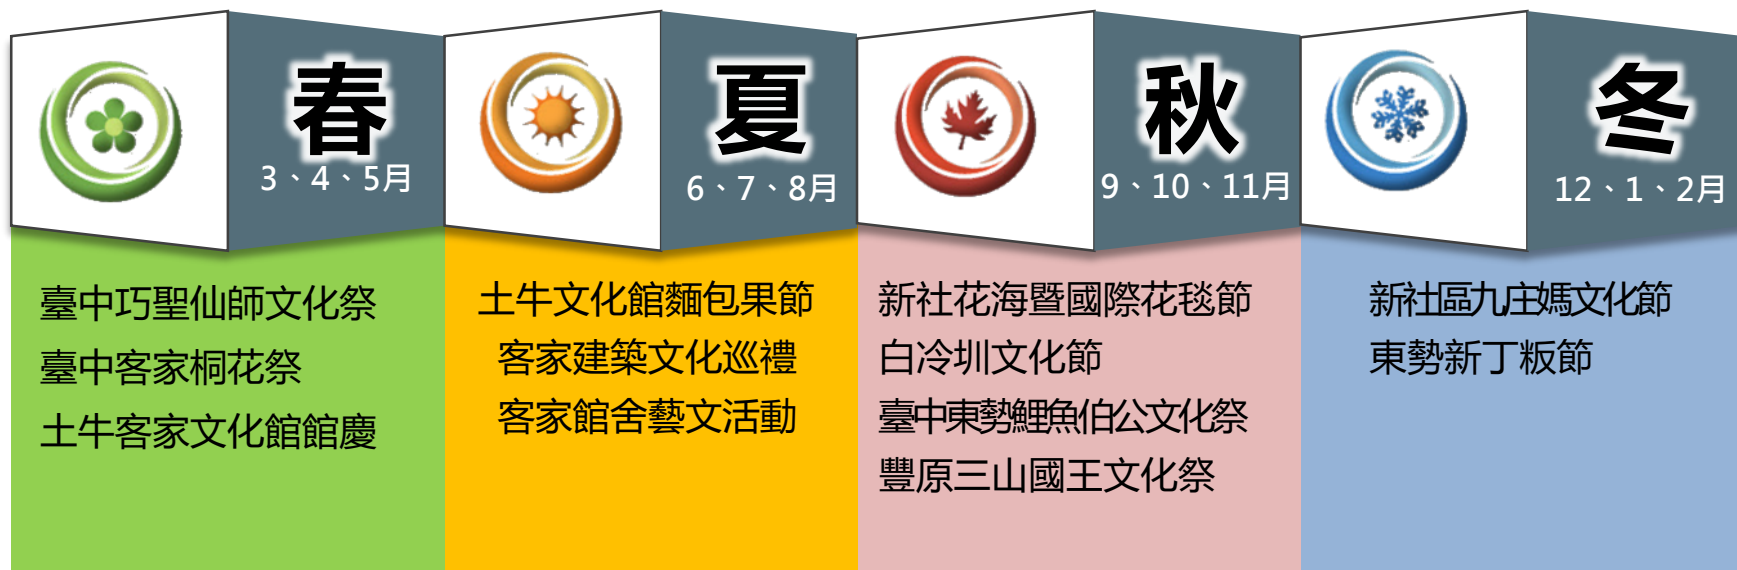 春
3、4、5月
臺中巧聖仙師文化祭
臺中客家桐花祭
土牛客家文化館館慶
夏
6、7、8月
土牛文化館麵包果節
客家建築文化巡禮
客家館舍藝文活動
秋
9、10、11月
新社花海暨國際花毯節
白冷圳文化節
臺中東勢鯉魚伯公文化祭
豐原三山國王文化祭
冬
12、1、2月
新社區九庄媽文化節
東勢新丁粄節